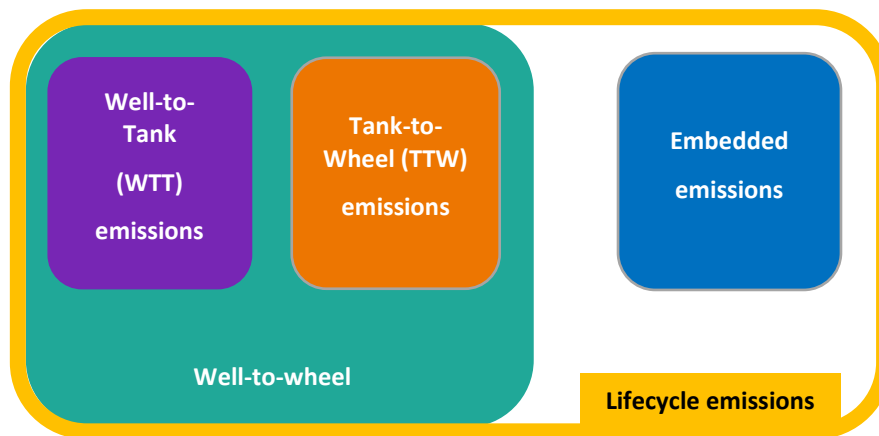 Well-to-
Tank
(WTT)
emissions
Tank-to-
Wheel (TTW)
emissions
Embedded
emissions
Well-to-wheel
Lifecycle emissions